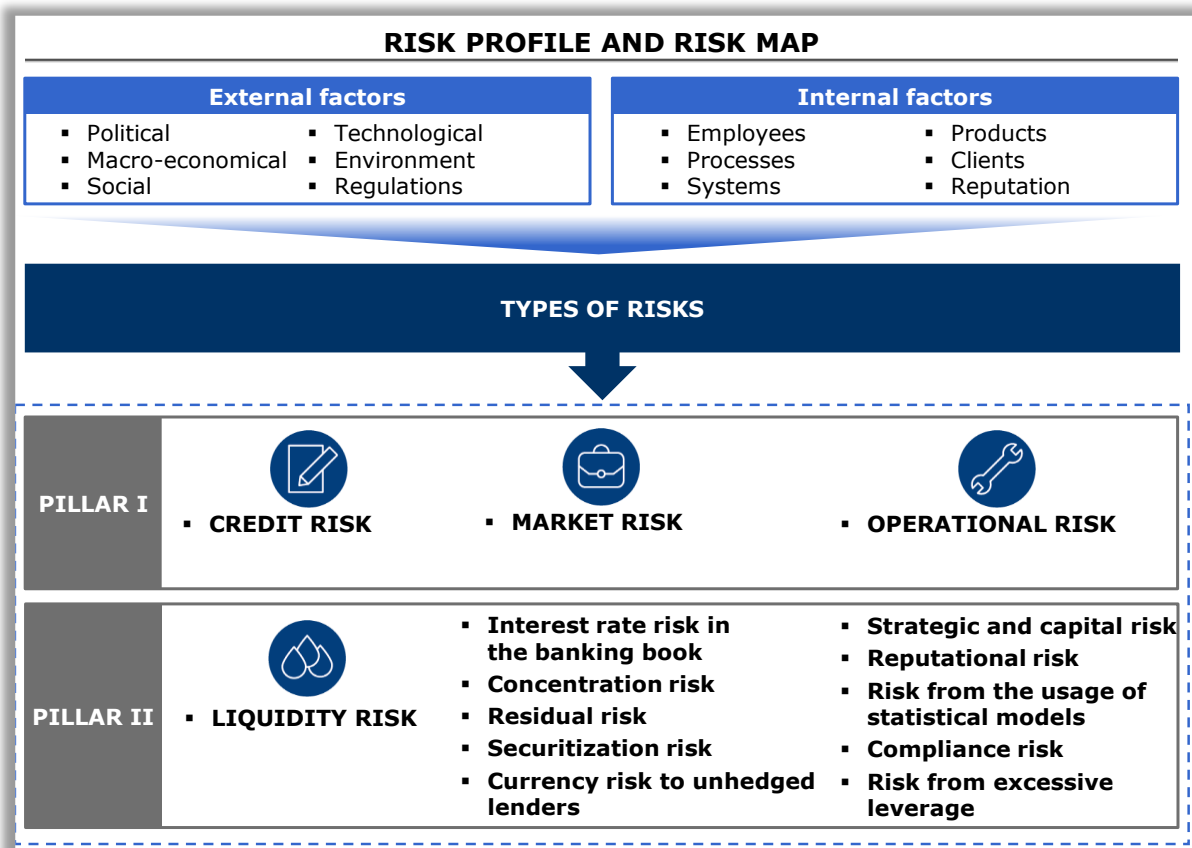 RISK PROFILE AND RISK MAP
External factors
▪ Political
▪ Macro-economical
▪ Social
▪ Technological
▪ Environment
▪ Regulations
Internal factors
▪ Employees
▪ Processes
▪ Systems
▪ Products
▪ Clients
▪ Reputation
TYPES OF RISKS
PILLAR I
▪ CREDIT RISK
▪ MARKET RISK
▪ OPERATIONAL RISK
PILLAR II
▪ LIQUIDITY RISK
▪ Interest rate risk in
the banking book
▪ Concentration risk
▪ Residual risk
▪ Securitization risk
▪ Currency risk to unhedged
lenders
▪ Strategic and capital risk
▪ Reputational risk
▪ Risk from the usage of
statistical models
▪ Compliance risk
▪ Risk from excessive
leverage